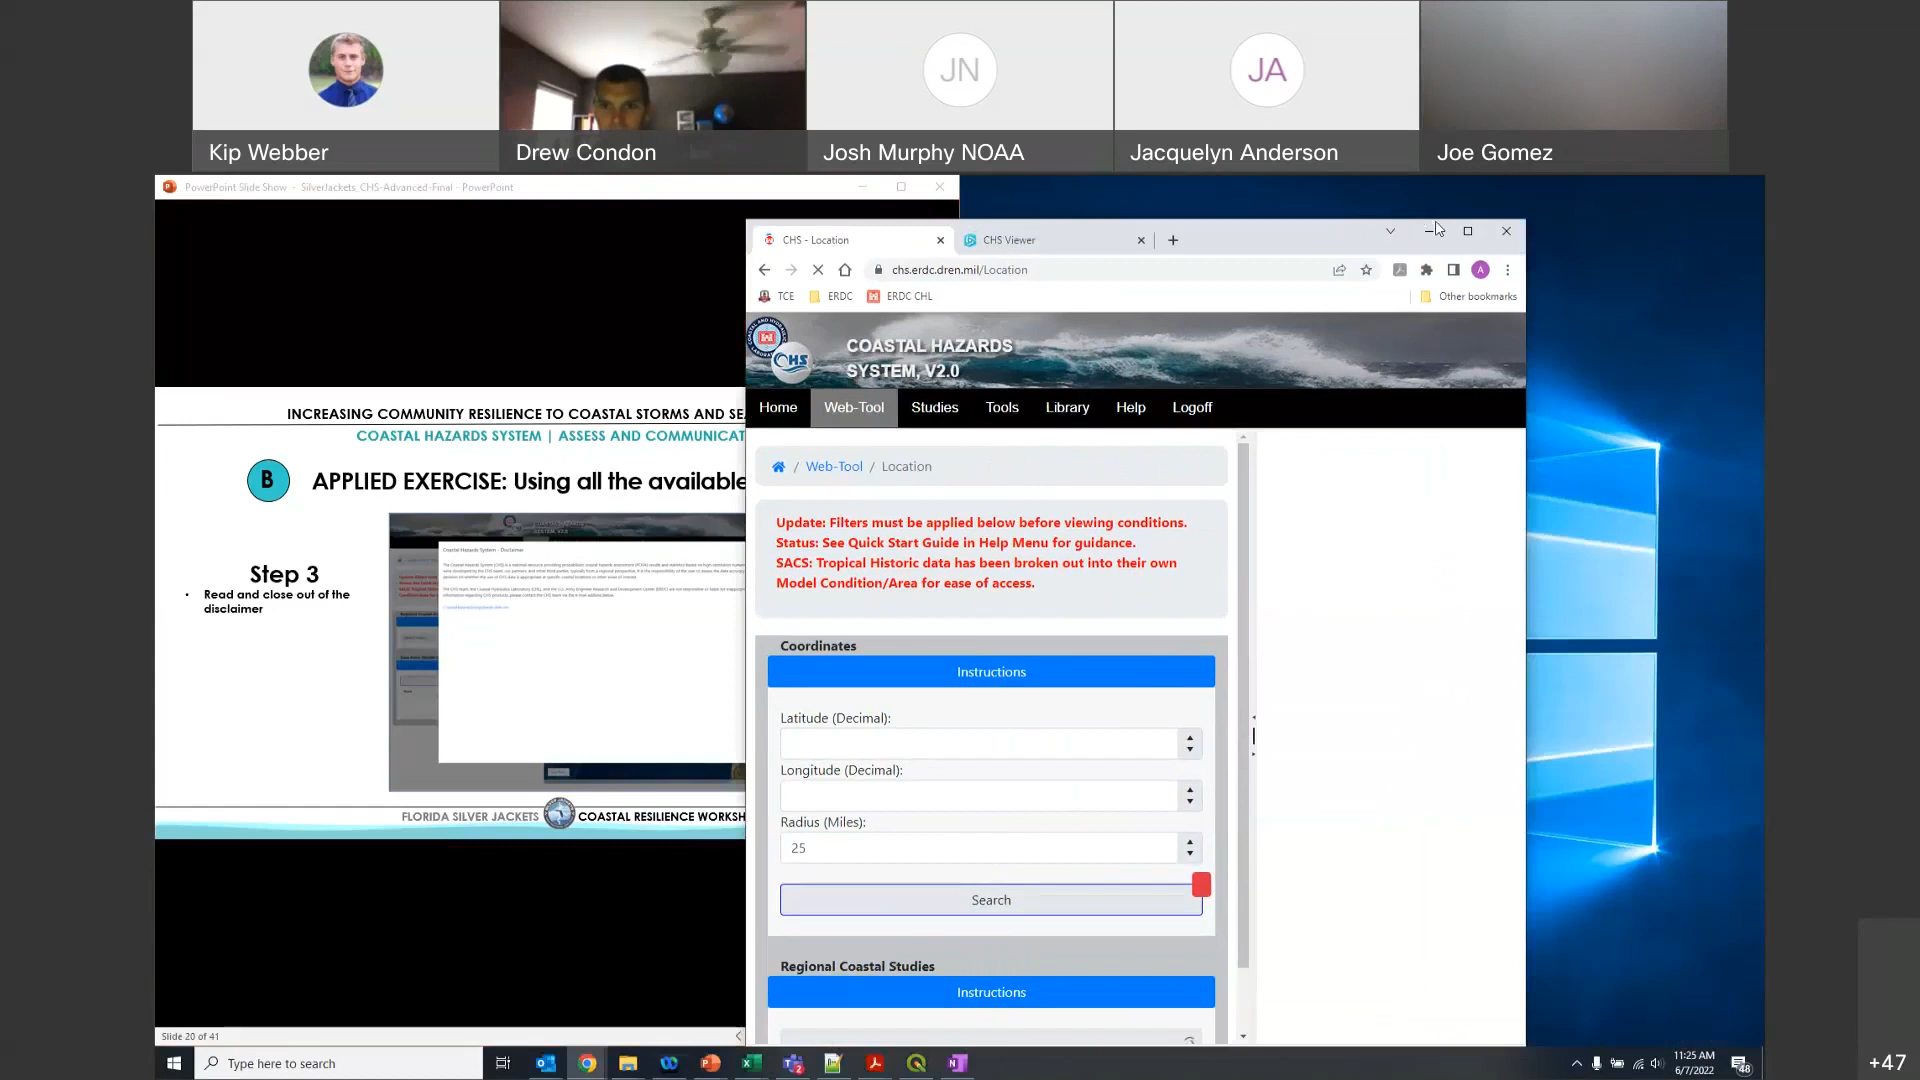 JN
JA
Kip Webber
Drew Condon
Josh Murphy NOAA
Jacquelyn Anderson
Joe Gomez
PowerPoint Slide Show - SilverJackets_CHS-Advanced-Final - PowerPoint
INCREASING COMMUNITY RESILIENCE TO COASTAL STORMS AND SE
COASTAL HAZARDS SYSTEM | ASSESS AND COMMUNICAT
B
APPLIED EXERCISE: Using all the available
Step 3
• Read and close out of the
disclaimer
Coastal Hazards System - Disclaimer
FLORIDA SILVER JACKETS
COASTAL RESILIENCE WORKSH
Slide 20 of 41
CHS - Location
CHS Viewer
chs.erdc.dren.mil/Location
A
TCE
ERDC
ERDC CHL
Other bookmarks
CHS
COASTAL HAZARDS
SYSTEM, V2.0
Home
Web-Tool
Studies
Tools
Library
Help
Logoff
/ Web-Tool / Location
Update: Filters must be applied below before viewing conditions.
Status: See Quick Start Guide in Help Menu for guidance.
SACS: Tropical Historic data has been broken out into their own
Model Condition/Area for ease of access.
Coordinates
Instructions
Latitude (Decimal):
Longitude (Decimal):
Radius (Miles):
25
Search
Regional Coastal Studies
Instructions
Type here to search
11:25 AM
6/7/2022
48
+47